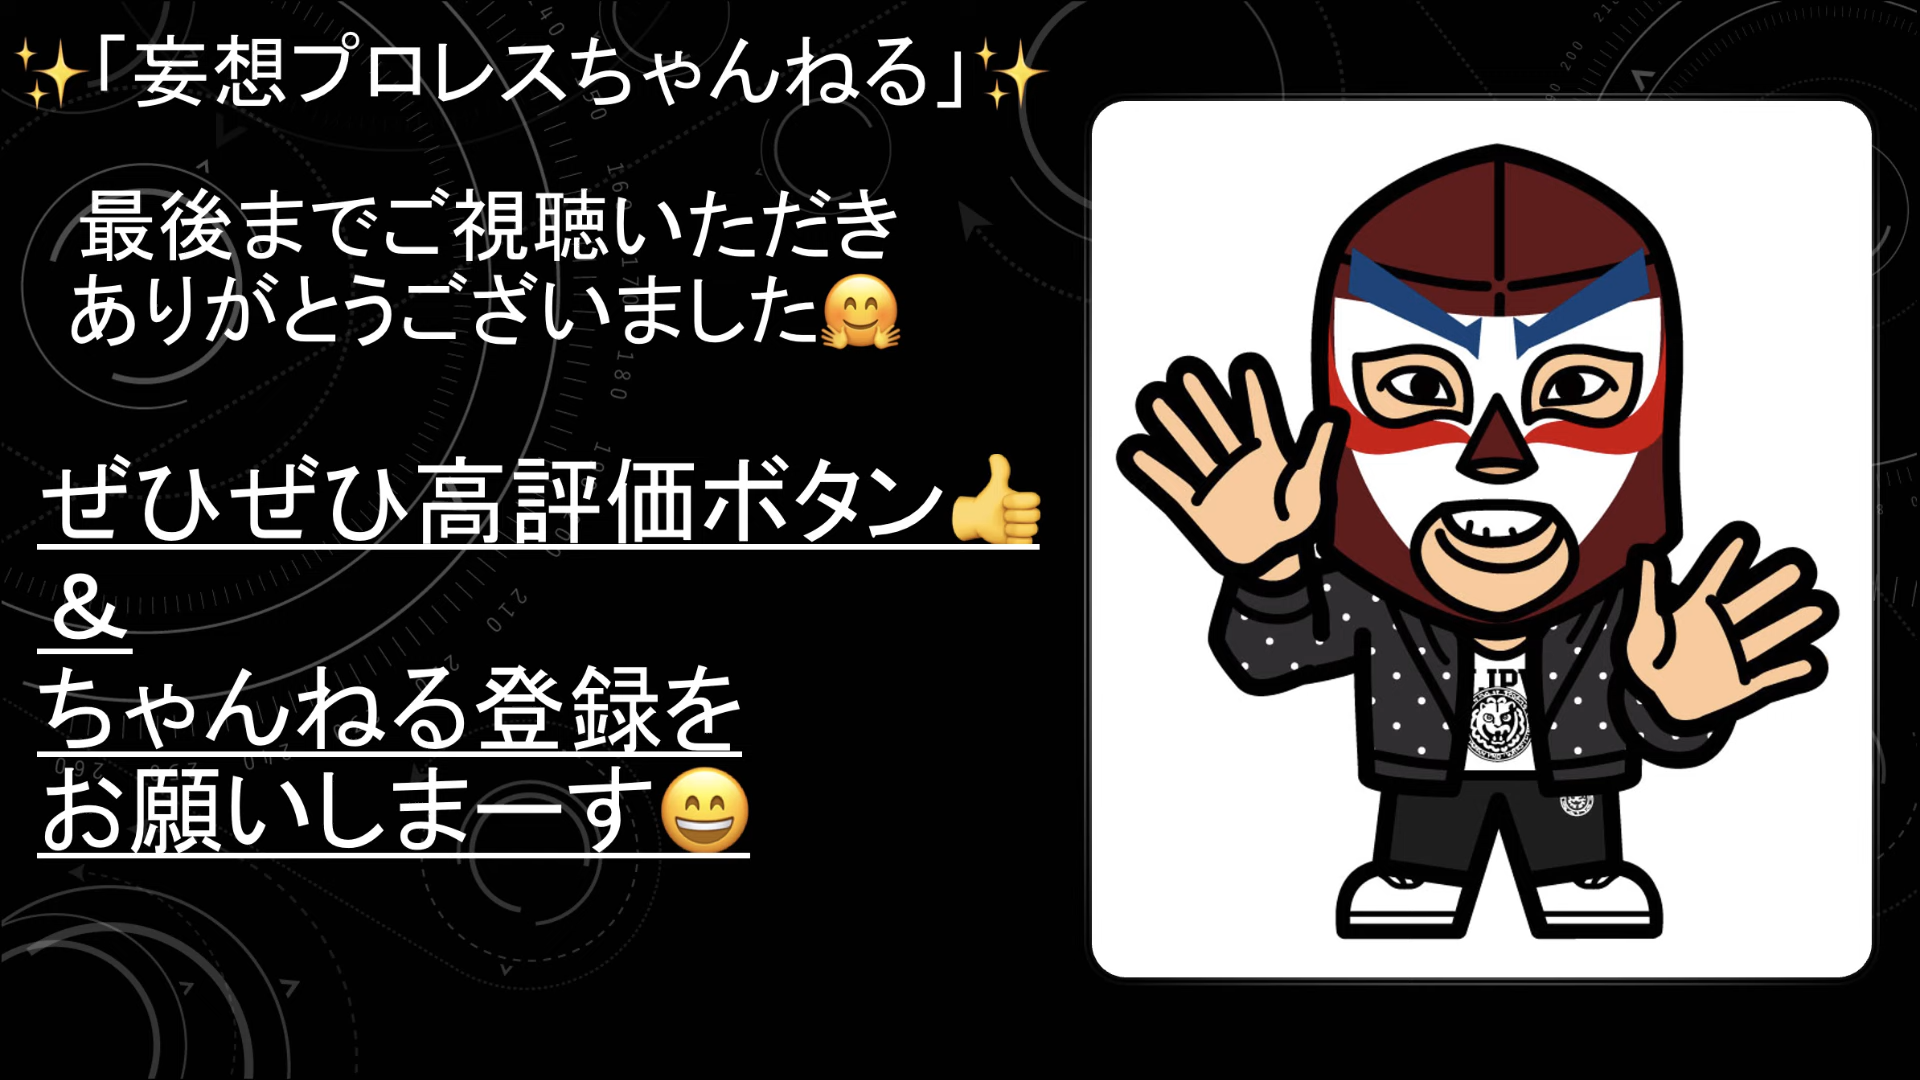 ✨「妄想プロレスちゃんねる」✨
最後までご視聴いただき
ありがとうございました🤗
ぜひぜひ高評価ボタン👍
&
ちゃんねる登録を
お願いしまーす😄